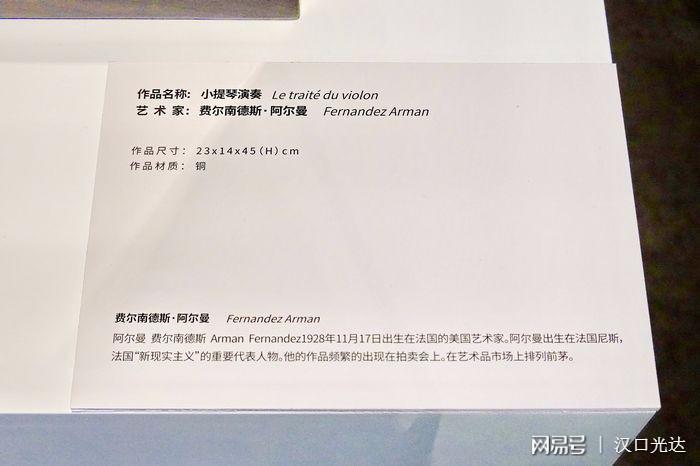 作品名称： 小提琴演奏 Le traité du violon
艺 术 家： 费尔南德斯·阿尔曼 Fernandez Arman
作品尺寸： 23x14x45（H）cm
作品材质： 铜
费尔南德斯·阿尔曼 Fernandez Arman
阿尔曼 费尔南德斯 Arman Fernandez1928年11月17日出生在法国的美国艺术家。阿尔曼出生在法国尼斯，
法国“新现实主义”的重要代表人物。他的作品频繁的出现在拍卖会上。在艺术品市场上排列前茅。
网易号 | 汉口光达